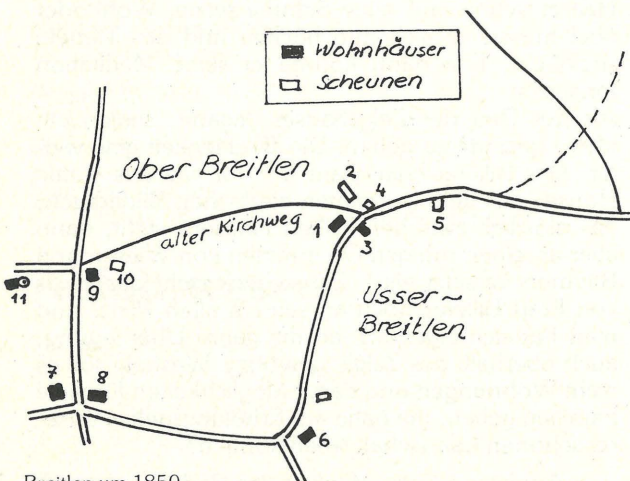 Wohnhäuser
Scheunen
Ober Breitlen
2
4
alter Kirchweg
1
3
5
11
9
10
Usser~
Breitlen
7
8
6
Breitlen um 1850